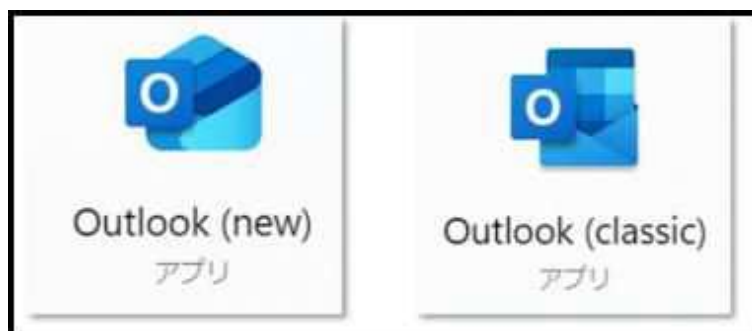 O
Outlook (new)
アプリ
O
Outlook (classic)
アプリ